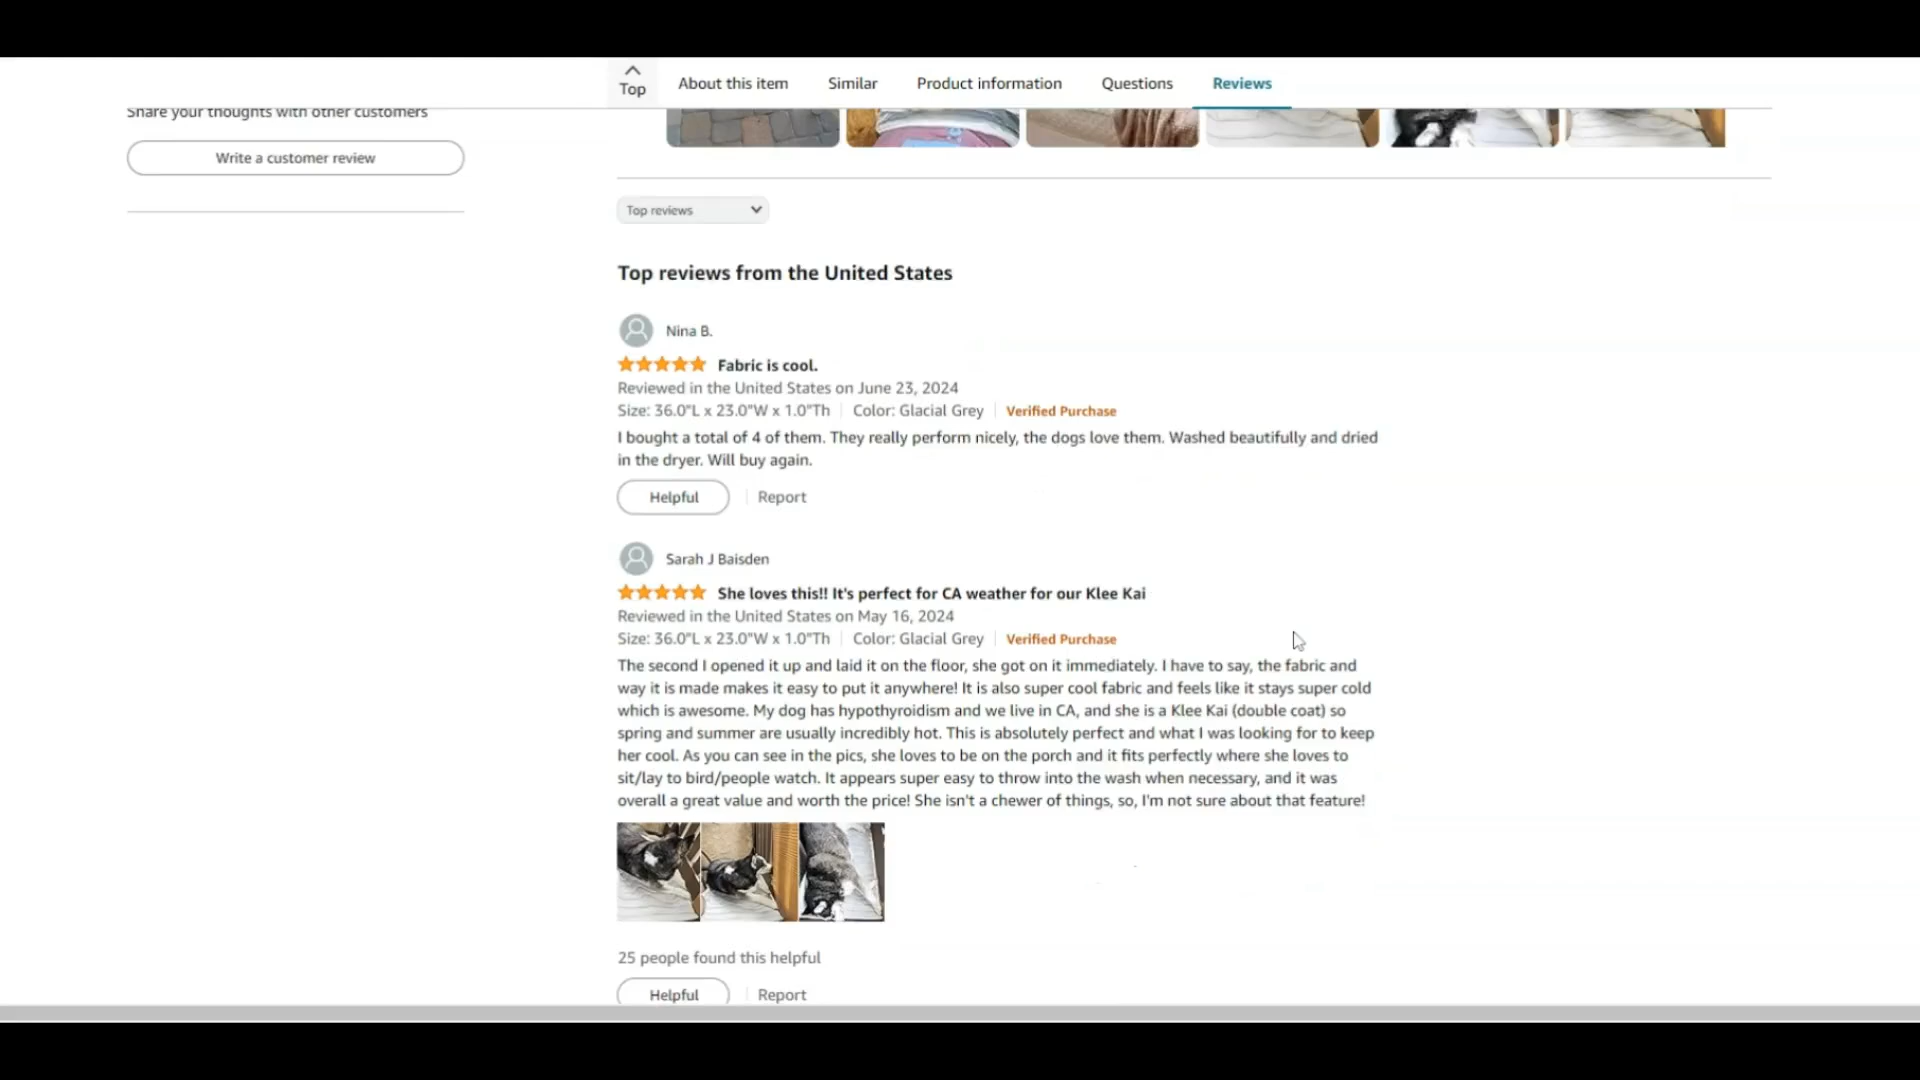 Top
About this item
Similar
Product information
Questions
Reviews
Share your thoughts with other customers
Write a customer review
Top reviews
Top reviews from the United States
Nina B.
Fabric is cool.
Reviewed in the United States on June 23, 2024
Size: 36.0"L x 23.0"W x 1.0"Th | Color: Glacial Grey | Verified Purchase
I bought a total of 4 of them. They really perform nicely, the dogs love them. Washed beautifully and dried
in the dryer. Will buy again.
Helpful | Report
Sarah J Baisden
She loves this!! It's perfect for CA weather for our Klee Kai
Reviewed in the United States on May 16, 2024
Size: 36.0"L x 23.0"W x 1.0"Th | Color: Glacial Grey | Verified Purchase
The second I opened it up and laid it on the floor, she got on it immediately. I have to say, the fabric and
way it is made makes it easy to put it anywhere! It is also super cool fabric and feels like it stays super cold
which is awesome. My dog has hypothyroidism and we live in CA, and she is a Klee Kai (double coat) so
spring and summer are usually incredibly hot. This is absolutely perfect and what I was looking for to keep
her cool. As you can see in the pics, she loves to be on the porch and it fits perfectly where she loves to
sit/lay to bird/people watch. It appears super easy to throw into the wash when necessary, and it was
overall a great value and worth the price! She isn't a chewer of things, so, I'm not sure about that feature!
25 people found this helpful
Helpful | Report